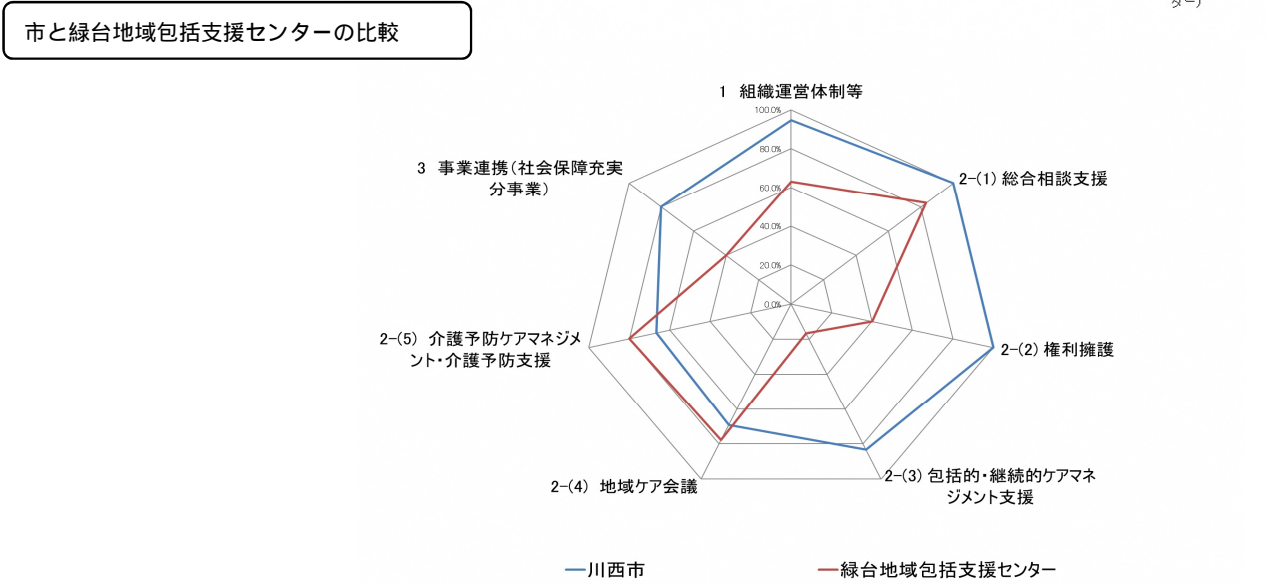 ター)
市と緑台地域包括支援センターの比較
1 組織運営体制等
100.0%
80.0%
60.0%
40.0%
20.0%
0.0%
2-(1) 総合相談支援
2-(2) 権利擁護
2-(3) 包括的・継続的ケアマネ
ジメント支援
2-(4) 地域ケア会議
2-(5) 介護予防ケアマネジメ
ント・介護予防支援
3 事業連携(社会保障充実
分事業)
川西市
緑台地域包括支援センター